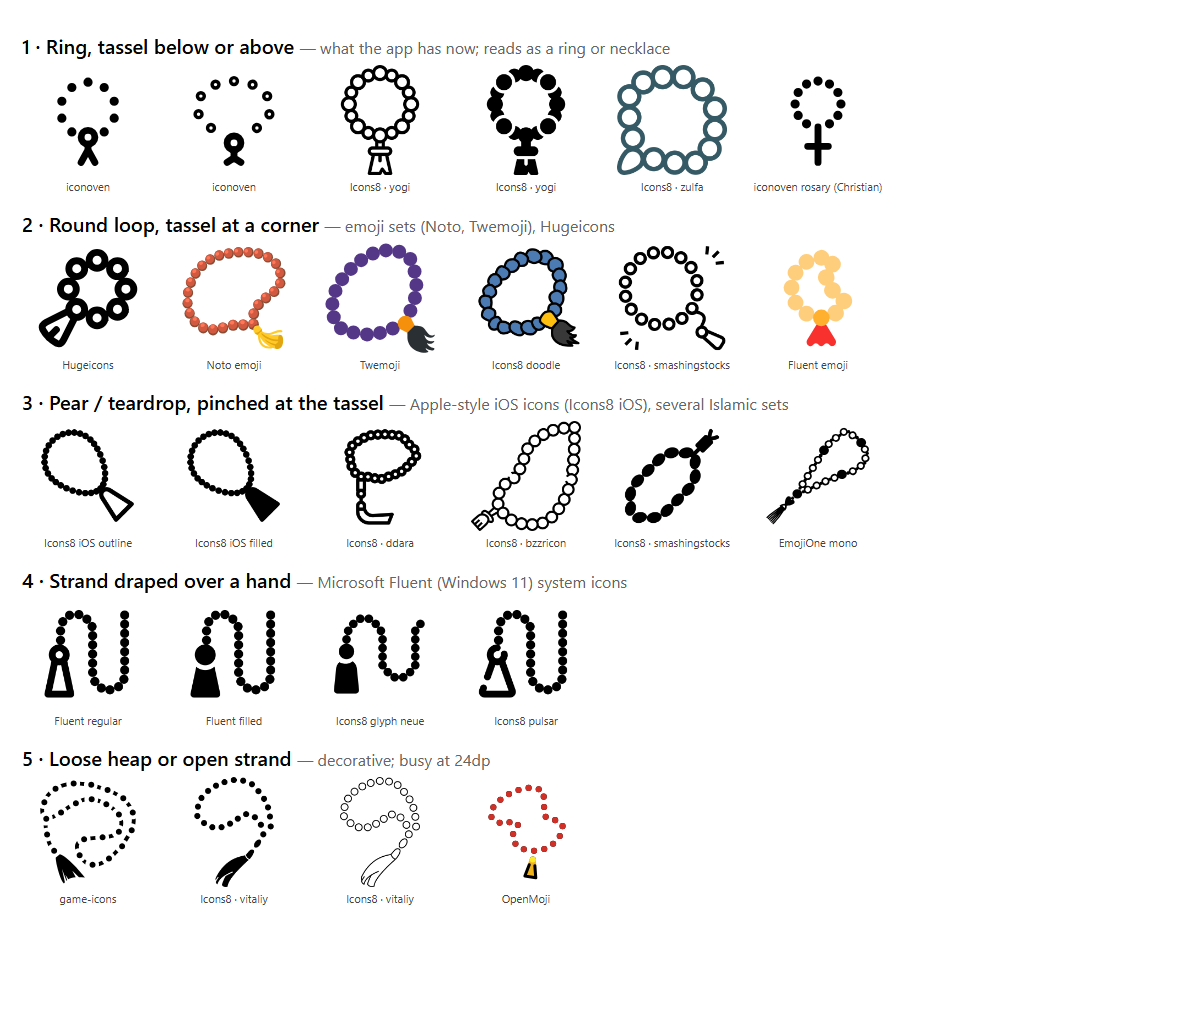 1 · Ring, tassel below or above — what the app has now; reads as a ring or necklace
iconoven iconoven Icons8 · yogi Icons8 · yogi Icons8 · zulfa iconoven rosary (Christian)
2 · Round loop, tassel at a corner — emoji sets (Noto, Twemoji), Hugeicons
Hugeicons Noto emoji Twemoji Icons8 doodle Icons8 · smashingstocks Fluent emoji
3 · Pear / teardrop, pinched at the tassel — Apple-style iOS icons (Icons8 iOS), several Islamic sets
Icons8 iOS outline Icons8 iOS filled Icons8 · ddara Icons8 · bzzricon Icons8 · smashingstocks EmojiOne mono
4 · Strand draped over a hand — Microsoft Fluent (Windows 11) system icons
Fluent regular Fluent filled Icons8 glyph neue Icons8 pulsar
5 · Loose heap or open strand — decorative; busy at 24dp
game-icons Icons8 · vitaliy Icons8 · vitaliy OpenMoji